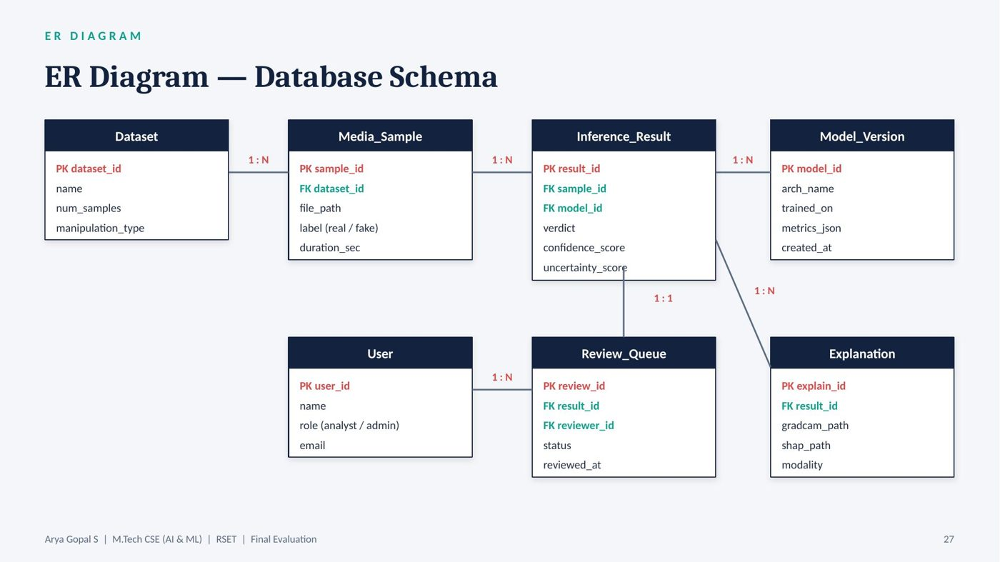 ER DIAGRAM
ER Diagram — Database Schema
Dataset
PK dataset_id
name
num_samples
manipulation_type
1 : N
Media_Sample
PK sample_id
FK dataset_id
file_path
label (real / fake)
duration_sec
1 : N
Inference_Result
PK result_id
FK sample_id
FK model_id
verdict
confidence_score
uncertainty_score
1 : N
Model_Version
PK model_id
arch_name
trained_on
metrics_json
created_at
1 : 1
1 : N
User
PK user_id
name
role (analyst / admin)
email
1 : N
Review_Queue
PK review_id
FK result_id
FK reviewer_id
status
reviewed_at
Explanation
PK explain_id
FK result_id
gradcam_path
shap_path
modality
Arya Gopal S | M.Tech CSE (AI & ML) | RSET | Final Evaluation
27